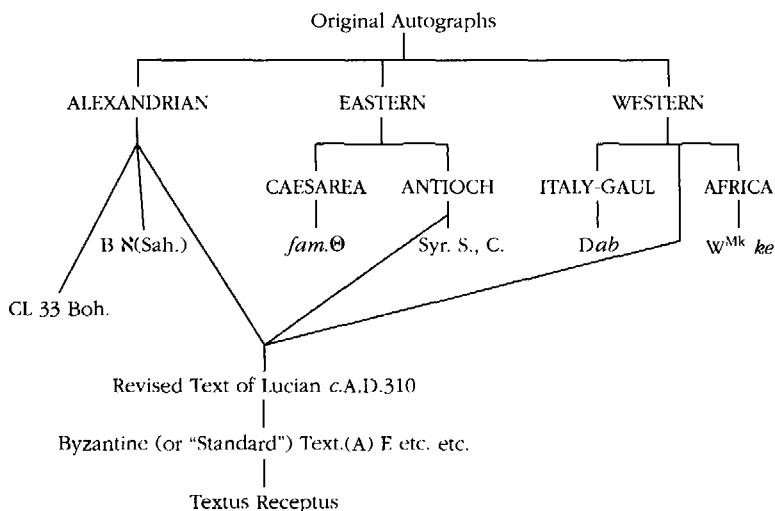 Original Autographs
ALEXANDRIAN EASTERN WESTERN
CAESAREA ANTIOCH ITALY-GAUL AFRICA
B א(Sah.) fam.Θ Syr. S., C. Dab W^Mk ke
CL 33 Boh.
Revised Text of Lucian c.A.D.310
Byzantine (or “Standard”) Text.(A) E etc. etc.
Textus Receptus